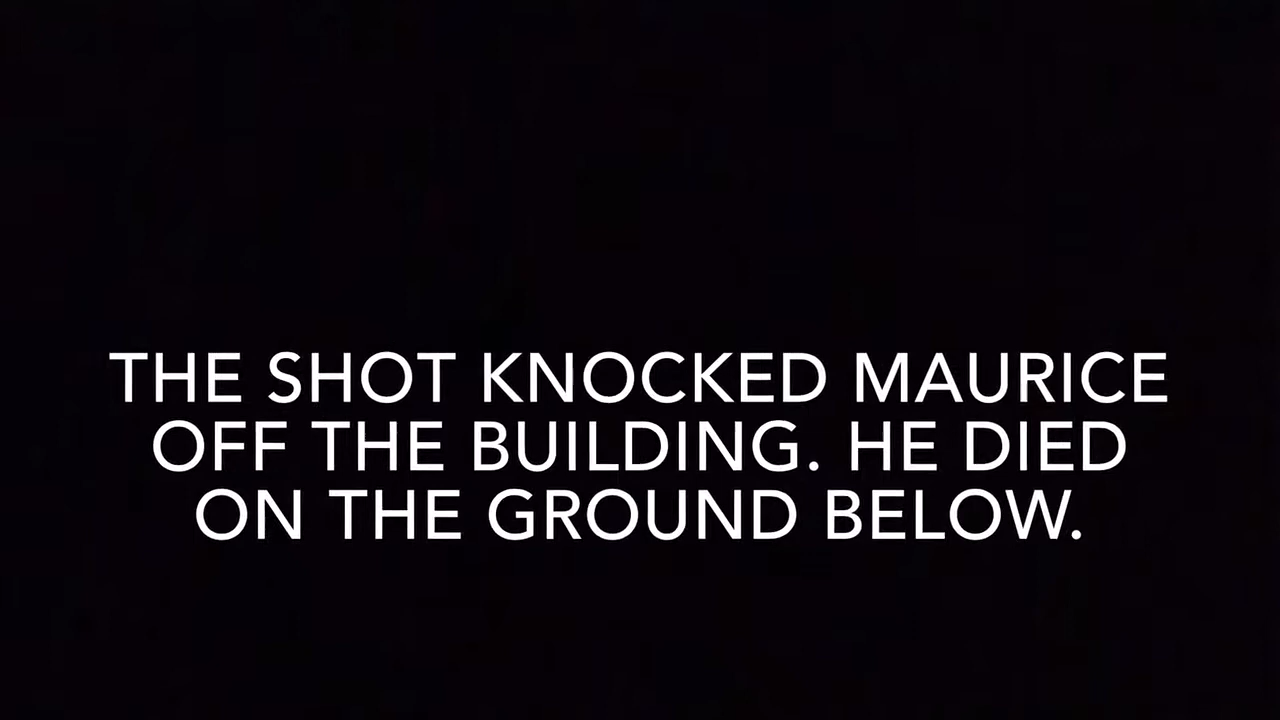 THE SHOT KNOCKED MAURICE
OFF THE BUILDING. HE DIED
ON THE GROUND BELOW.